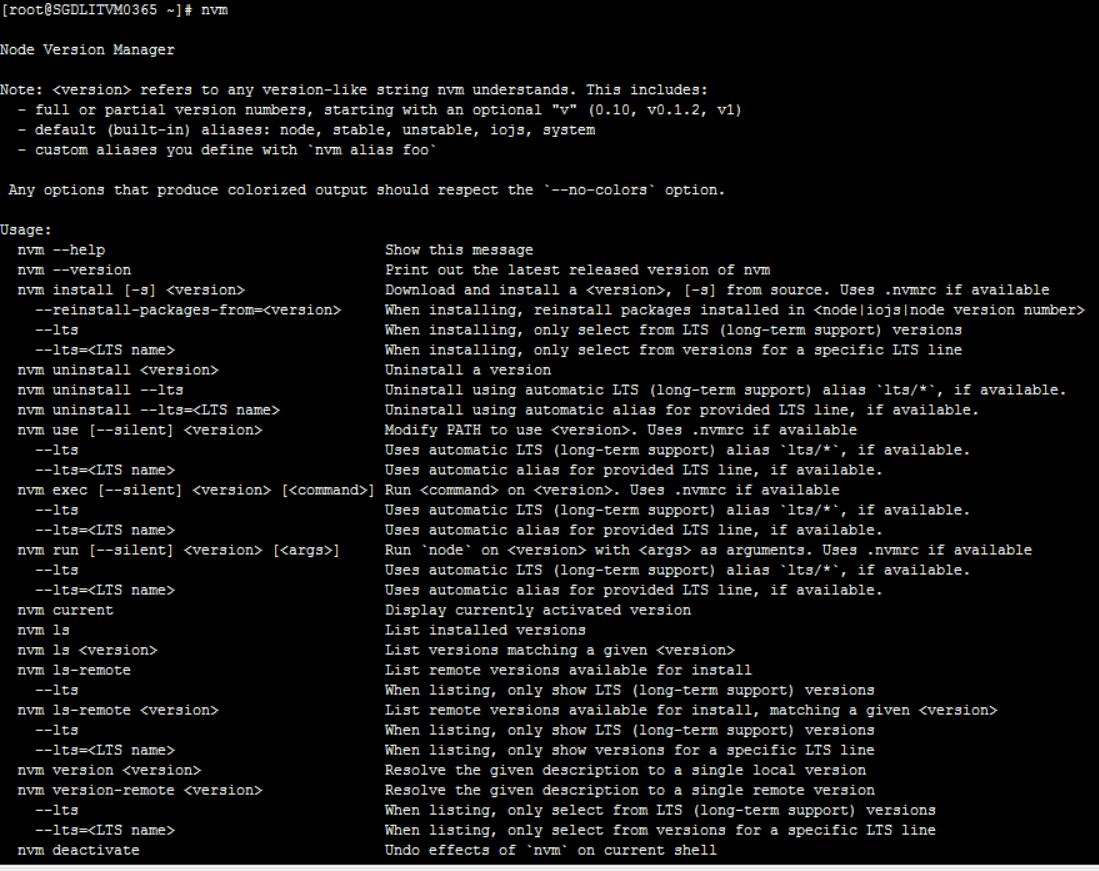 [root@SGDLITVM0365 ~]# nvm
Node Version Manager
Note: <version> refers to any version-like string nvm understands. This includes:
  - full or partial version numbers, starting with an optional "v" (0.10, v0.1.2, v1)
  - default (built-in) aliases: node, stable, unstable, iojs, system
  - custom aliases you define with `nvm alias foo`
 Any options that produce colorized output should respect the `--no-colors` option.
Usage:
  nvm --help                                Show this message
  nvm --version                             Print out the latest released version of nvm
  nvm install [-s] <version>                Download and install a <version>, [-s] from source. Uses .nvmrc if available
    --reinstall-packages-from=<version>     When installing, reinstall packages installed in <node|iojs|node version number>
    --lts                                   When installing, only select from LTS (long-term support) versions
    --lts=<LTS name>                        When installing, only select from versions for a specific LTS line
  nvm uninstall <version>                   Uninstall a version
  nvm uninstall --lts                       Uninstall using automatic LTS (long-term support) alias `lts/*`, if available.
  nvm uninstall --lts=<LTS name>            Uninstall using automatic alias for provided LTS line, if available.
  nvm use [--silent] <version>              Modify PATH to use <version>. Uses .nvmrc if available
    --lts                                   Uses automatic LTS (long-term support) alias `lts/*`, if available.
    --lts=<LTS name>                        Uses automatic alias for provided LTS line, if available.
  nvm exec [--silent] <version> [<command>] Run <command> on <version>. Uses .nvmrc if available
    --lts                                   Uses automatic LTS (long-term support) alias `lts/*`, if available.
    --lts=<LTS name>                        Uses automatic alias for provided LTS line, if available.
  nvm run [--silent] <version> [<args>]     Run `node` on <version> with <args> as arguments. Uses .nvmrc if available
    --lts                                   Uses automatic LTS (long-term support) alias `lts/*`, if available.
    --lts=<LTS name>                        Uses automatic alias for provided LTS line, if available.
  nvm current                               Display currently activated version
  nvm ls                                    List installed versions
  nvm ls <version>                          List versions matching a given <version>
  nvm ls-remote                             List remote versions available for install
    --lts                                   When listing, only show LTS (long-term support) versions
  nvm ls-remote <version>                   List remote versions available for install, matching a given <version>
    --lts                                   When listing, only show LTS (long-term support) versions
    --lts=<LTS name>                        When listing, only show versions for a specific LTS line
  nvm version <version>                     Resolve the given description to a single local version
  nvm version-remote <version>              Resolve the given description to a single remote version
    --lts                                   When listing, only select from LTS (long-term support) versions
    --lts=<LTS name>                        When listing, only select from versions for a specific LTS line
  nvm deactivate                            Undo effects of `nvm` on current shell